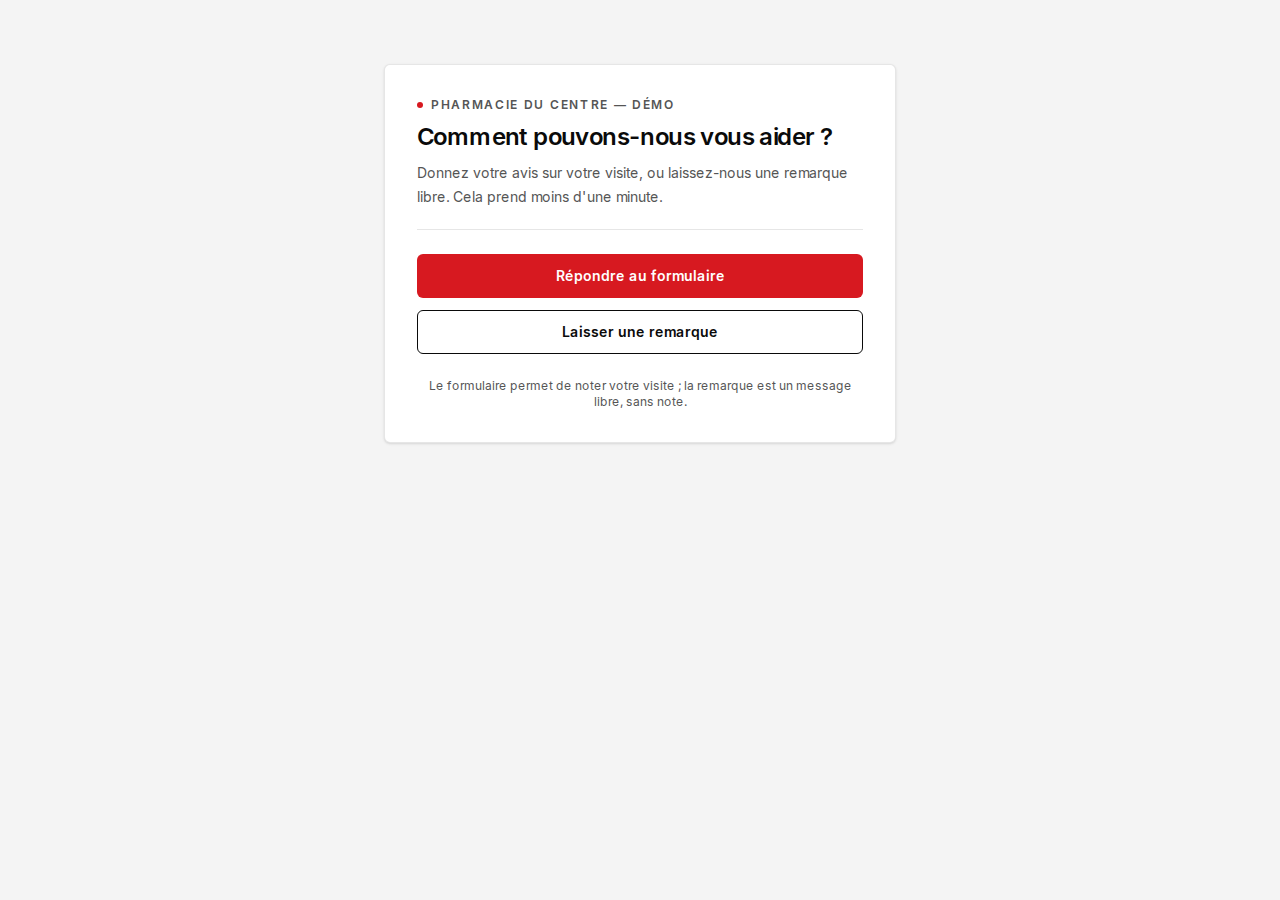 PHARMACIE DU CENTRE — DÉMO
Comment pouvons-nous vous aider ?
Donnez votre avis sur votre visite, ou laissez-nous une remarque
libre. Cela prend moins d'une minute.
Répondre au formulaire
Laisser une remarque
Le formulaire permet de noter votre visite ; la remarque est un message
libre, sans note.